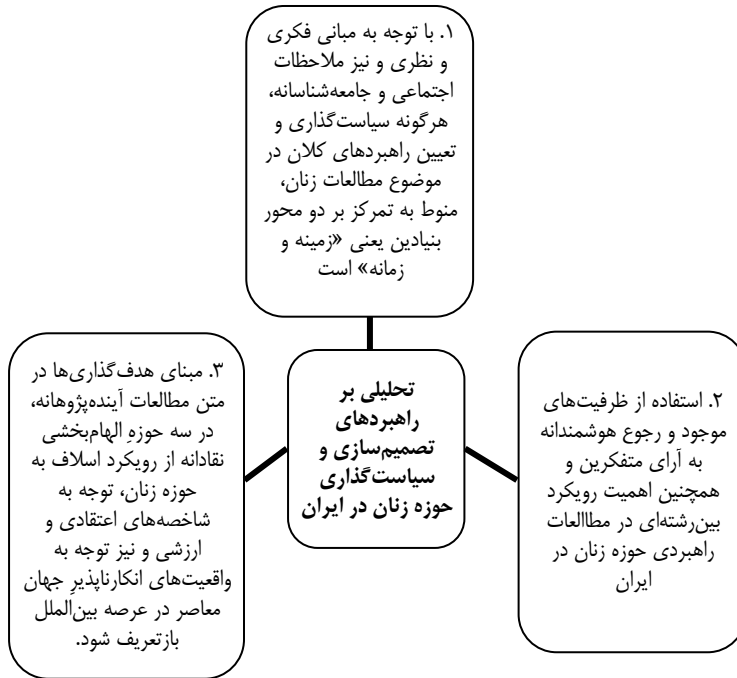 ۱. با توجه به مبانی فکری
و نظری و نیز ملاحظات
اجتماعی و جامعه‌شناسانه،
هرگونه سیاست‌گذاری و
تعیین راهبردهای کلان در
موضوع مطالعات زنان،
منوط به تمرکز بر دو محور
بنیادین یعنی «زمینه و
زمانه» است
تحلیلی بر
راهبردهای
تصمیم‌سازی و
سیاست‌گذاری
حوزه زنان در ایران
۲. استفاده از ظرفیت‌های
موجود و رجوع هوشمندانه
به آرای متفکرین و
همچنین اهمیت رویکرد
بین‌رشته‌ای در مطاالعات
راهبردی حوزه زنان در
ایران
۳. مبنای هدف‌گذاری‌ها در
متن مطالعات آینده‌پژوهانه،
در سه حوزه الهام‌بخشی
نقادانه از رویکرد اسلاف به
حوزه زنان، توجه به
شاخصه‌های اعتقادی و
ارزشی و نیز توجه به
واقعیت‌های انکارناپذیرِ جهان
معاصر در عرصه بین‌الملل
بازتعریف شود.